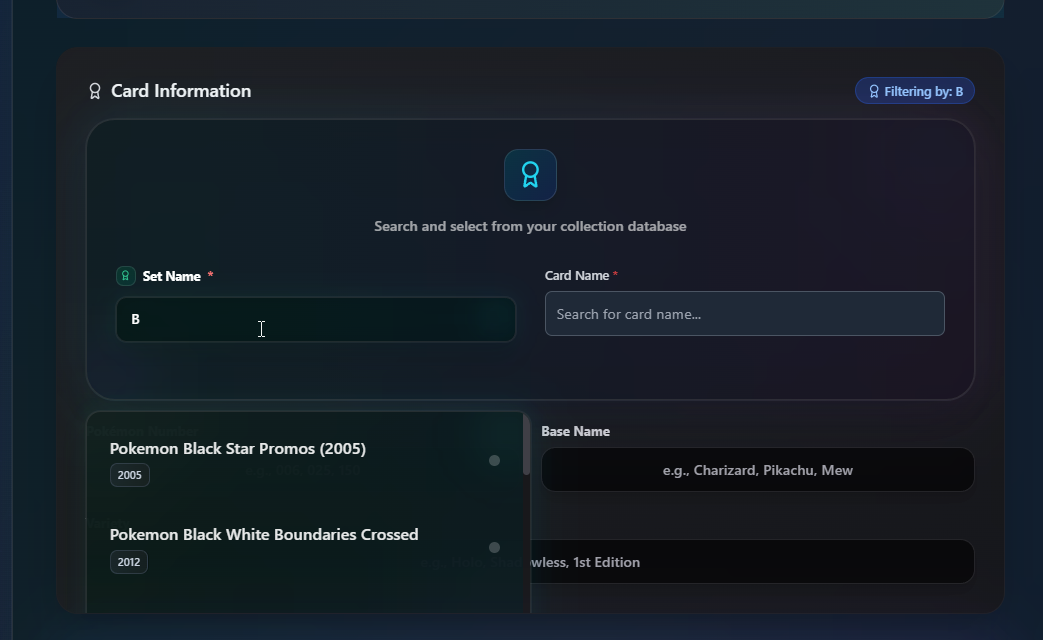 Card Information
Filtering by: B
Search and select from your collection database
Set Name *
Card Name *
B
Search for card name...
Pokemon Black Star Promos (2005)
2005
Pokemon Black White Boundaries Crossed
2012
Base Name
e.g., Charizard, Pikachu, Mew
wless, 1st Edition